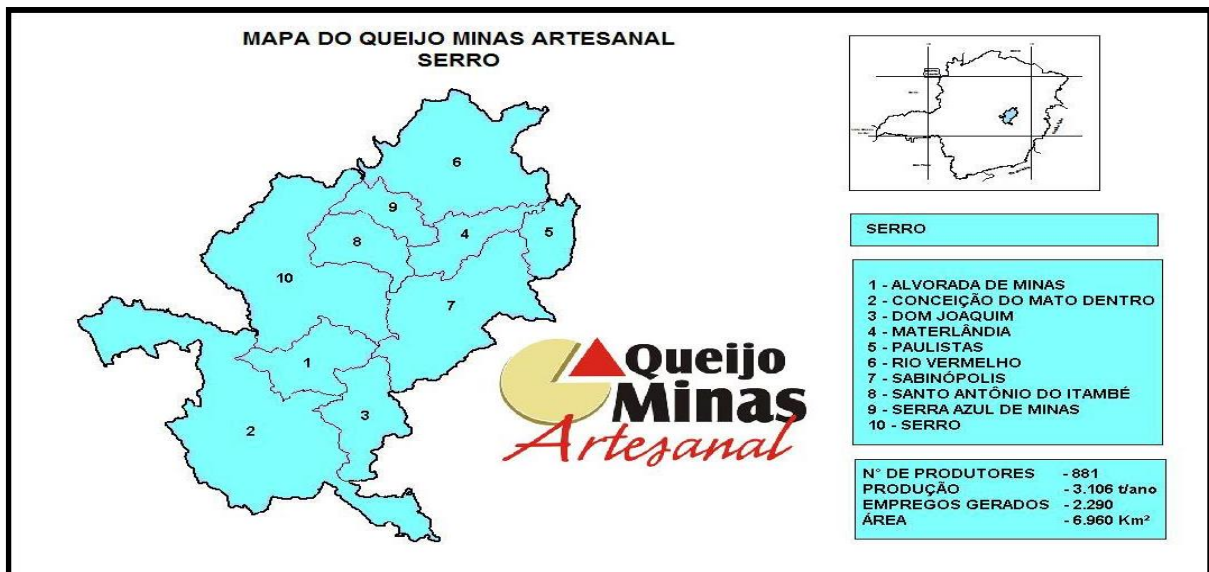 MAPA DO QUEIJO MINAS ARTESANAL
SERRO
6
9
4
5
8
10
7
1
3
2
Queijo
Minas
Artesanal
SERRO
1 - ALVORADA DE MINAS
2 - CONCEIÇÃO DO MATO DENTRO
3 - DOM JOAQUIM
4 - MATERLÂNDIA
5 - PAULISTAS
6 - RIO VERMELHO
7 - SABINÓPOLIS
8 - SANTO ANTÔNIO DO ITAMBÉ
9 - SERRA AZUL DE MINAS
10 - SERRO
N° DE PRODUTORES - 881
PRODUÇÃO - 3.106 t/ano
EMPREGOS GERADOS - 2.290
ÁREA - 6.960 Km²